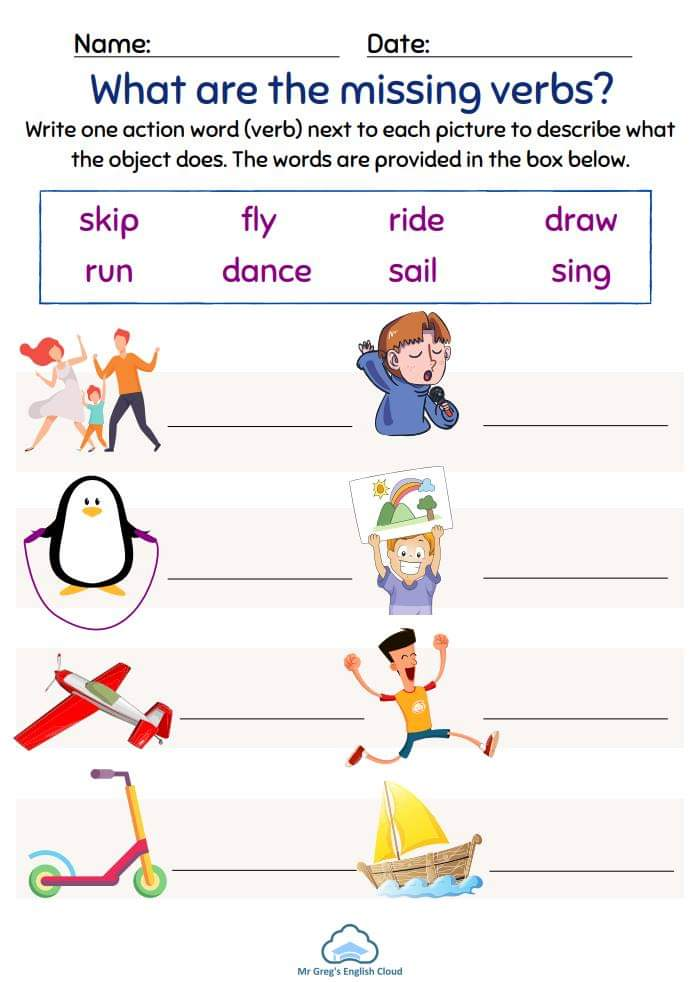 Name: Date:
What are the missing verbs?
Write one action word (verb) next to each picture to describe what
the object does. The words are provided in the box below.
skip fly ride draw
run dance sail sing
Mr Greg's English Cloud